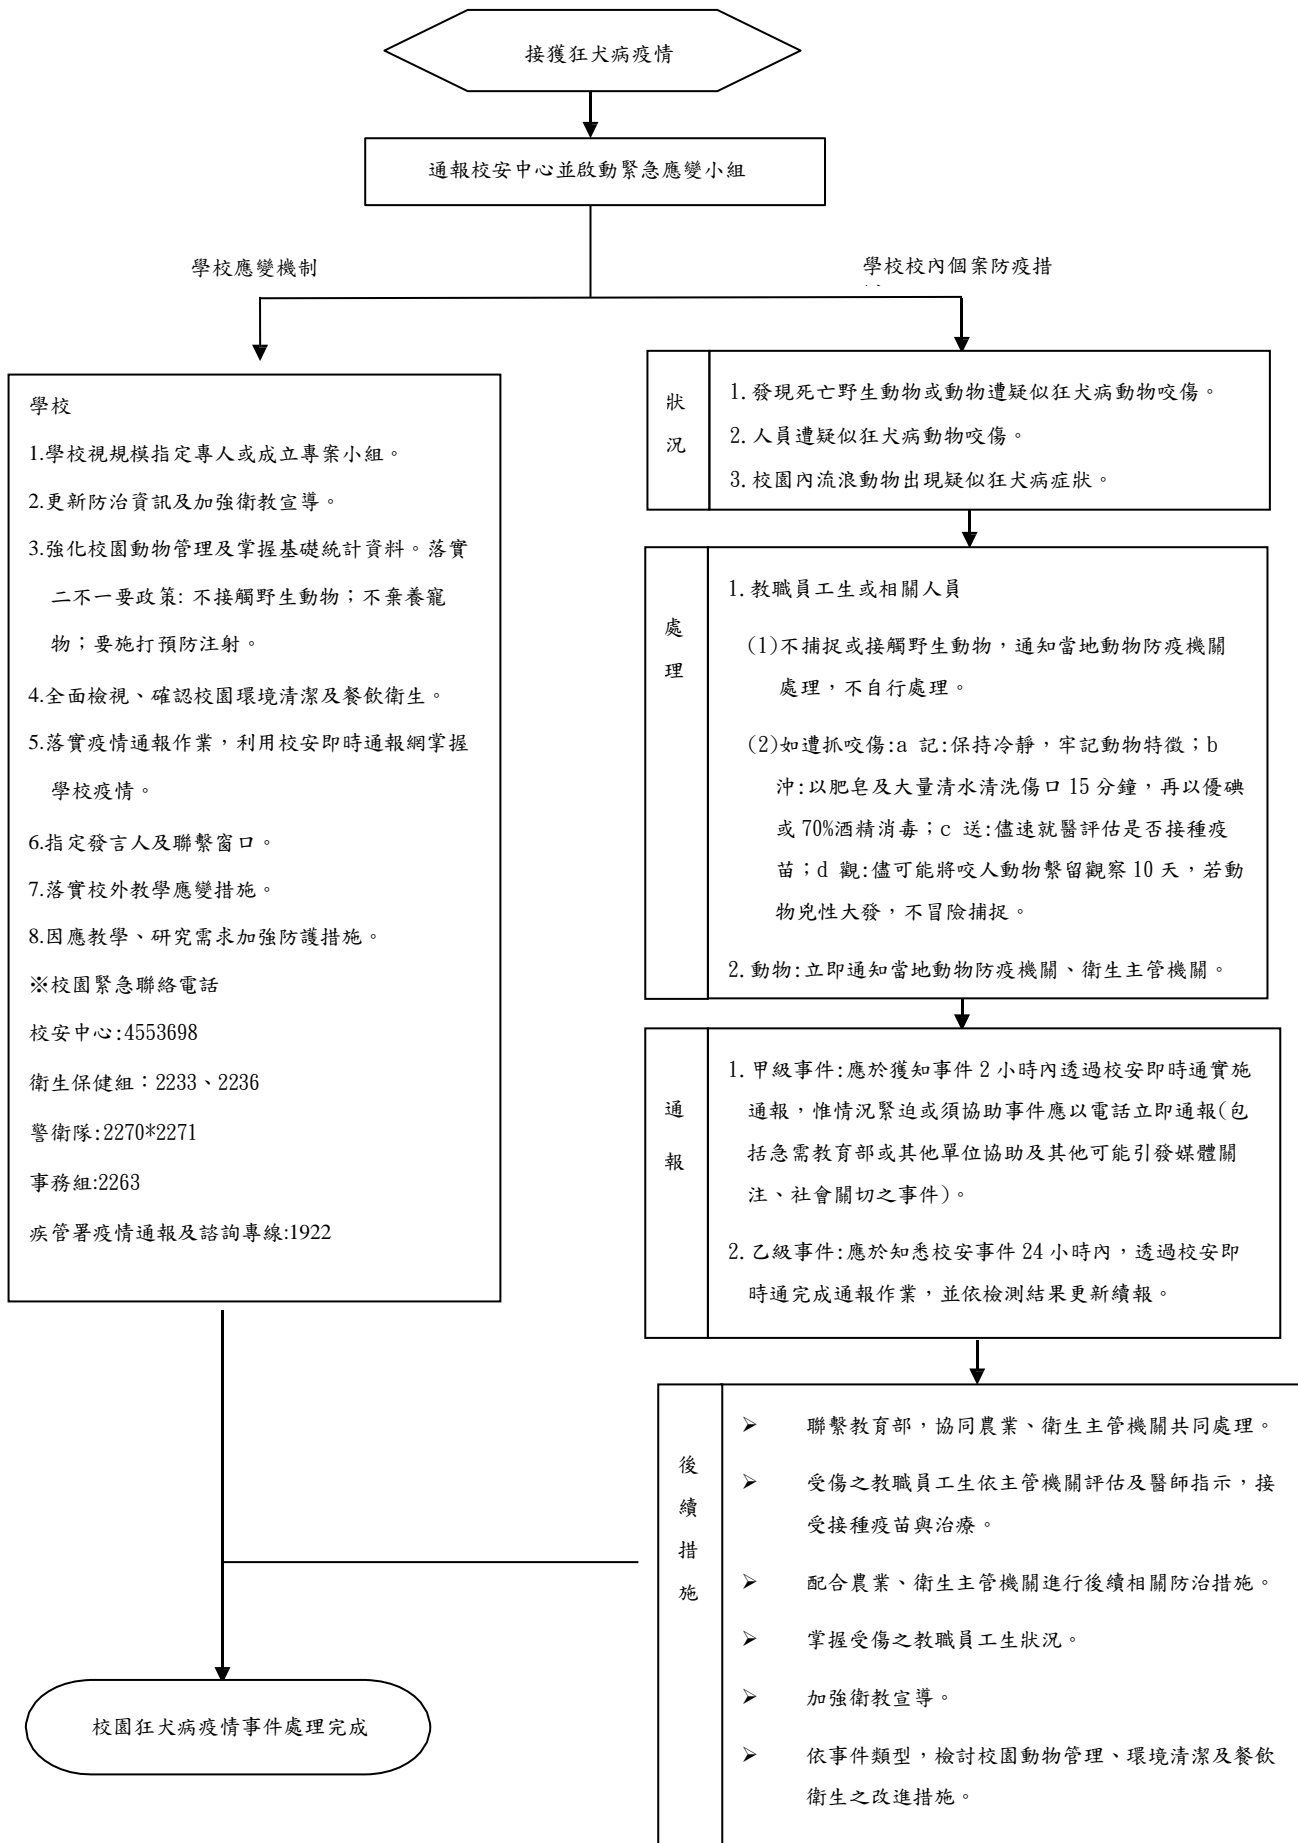 接獲狂犬病疫情
通報校安中心並啟動緊急應變小組
學校應變機制
學校校內個案防疫措
學校
1.學校視規模指定專人或成立專案小組。
2.更新防治資訊及加強衛教宣導。
3.強化校園動物管理及掌握基礎統計資料。落實
二不一要政策: 不接觸野生動物；不棄養寵
物；要施打預防注射。
4.全面檢視、確認校園環境清潔及餐飲衛生。
5.落實疫情通報作業，利用校安即時通報網掌握
學校疫情。
6.指定發言人及聯繫窗口。
7.落實校外教學應變措施。
8.因應教學、研究需求加強防護措施。
※校園緊急聯絡電話
校安中心:4553698
衛生保健組：2233、2236
警衛隊:2270*2271
事務組:2263
疾管署疫情通報及諮詢專線:1922
狀
況
1. 發現死亡野生動物或動物遭疑似狂犬病動物咬傷。
2. 人員遭疑似狂犬病動物咬傷。
3. 校園內流浪動物出現疑似狂犬病症狀。
處
理
1. 教職員工生或相關人員
(1)不捕捉或接觸野生動物，通知當地動物防疫機關
處理，不自行處理。
(2)如遭抓咬傷:a 記:保持冷靜，牢記動物特徵；b
沖:以肥皂及大量清水清洗傷口 15 分鐘，再以優碘
或 70%酒精消毒；c 送:儘速就醫評估是否接種疫
苗；d 觀:儘可能將咬人動物繫留觀察 10 天，若動
物兇性大發，不冒險捕捉。
2. 動物:立即通知當地動物防疫機關、衛生主管機關。
通
報
1. 甲級事件:應於獲知事件 2 小時內透過校安即時通實施
通報，惟情況緊迫或須協助事件應以電話立即通報(包
括急需教育部或其他單位協助及其他可能引發媒體關
注、社會關切之事件)。
2. 乙級事件:應於知悉校安事件 24 小時內，透過校安即
時通完成通報作業，並依檢測結果更新續報。
後
續
措
施
➢ 聯繫教育部，協同農業、衛生主管機關共同處理。
➢ 受傷之教職員工生依主管機關評估及醫師指示，接
受接種疫苗與治療。
➢ 配合農業、衛生主管機關進行後續相關防治措施。
➢ 掌握受傷之教職員工生狀況。
➢ 加強衛教宣導。
➢ 依事件類型，檢討校園動物管理、環境清潔及餐飲
衛生之改進措施。
校園狂犬病疫情事件處理完成